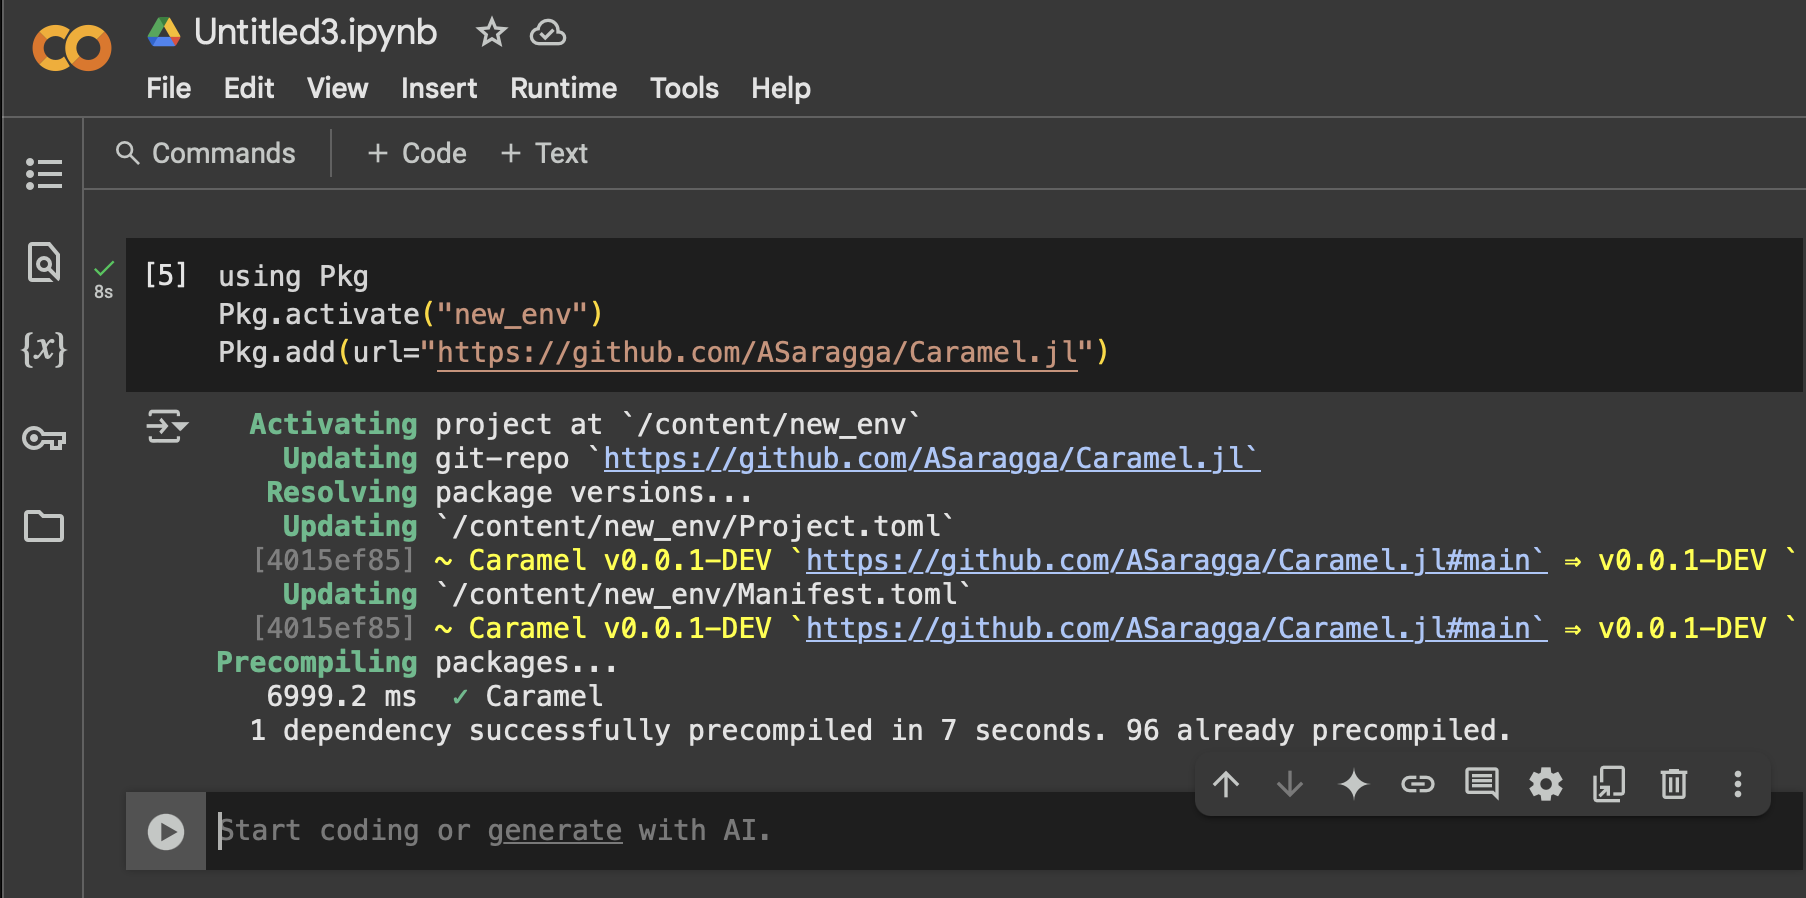 Untitled3.ipynb
File Edit View Insert Runtime Tools Help
Commands + Code + Text
[5] using Pkg
8s
Pkg.activate("new_env")
Pkg.add(url="https://github.com/ASaragga/Caramel.jl")
Activating project at `/content/new_env`
Updating git-repo `https://github.com/ASaragga/Caramel.jl`
Resolving package versions...
Updating `/content/new_env/Project.toml`
[4015ef85] ~ Caramel v0.0.1-DEV `https://github.com/ASaragga/Caramel.jl#main` ⇒ v0.0.1-DEV `
Updating `/content/new_env/Manifest.toml`
[4015ef85] ~ Caramel v0.0.1-DEV `https://github.com/ASaragga/Caramel.jl#main` ⇒ v0.0.1-DEV `
Precompiling packages...
6999.2 ms ✓ Caramel
1 dependency successfully precompiled in 7 seconds. 96 already precompiled.
Start coding or generate with AI.